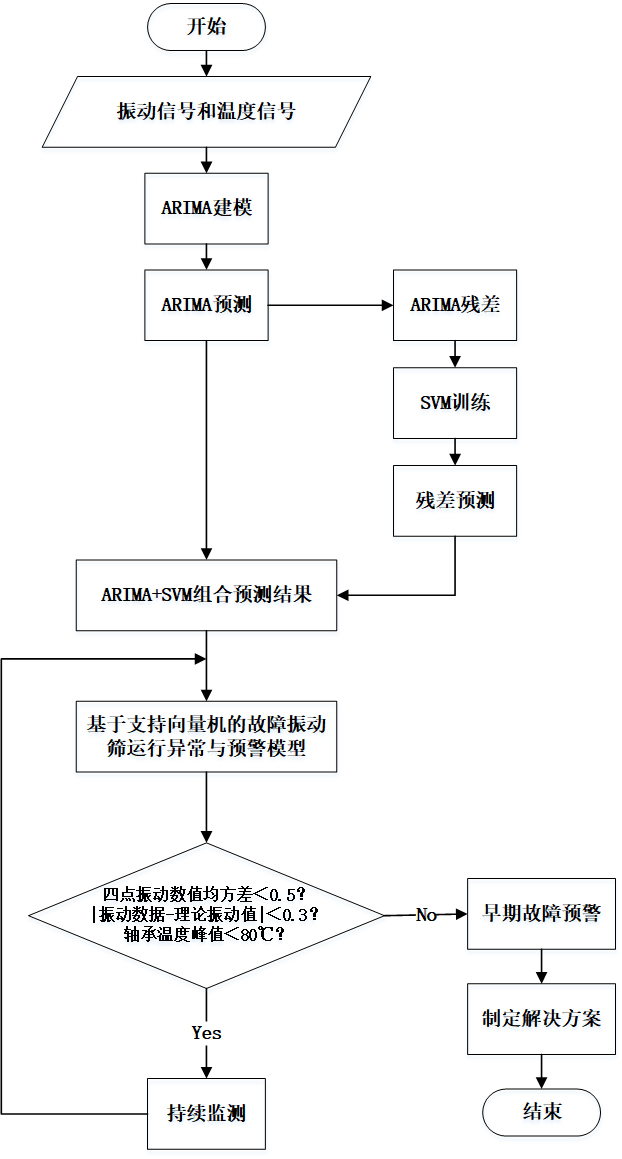 开始
振动信号和温度信号
ARIMA建模
ARIMA预测
ARIMA残差
SVM训练
残差预测
ARIMA+SVM组合预测结果
基于支持向量机的故障振动
筛运行异常与预警模型
四点振动数值均方差＜0.5?
|振动数据-理论振动值|＜0.3?
轴承温度峰值＜80℃?
No
早期故障预警
制定解决方案
结束
Yes
持续监测